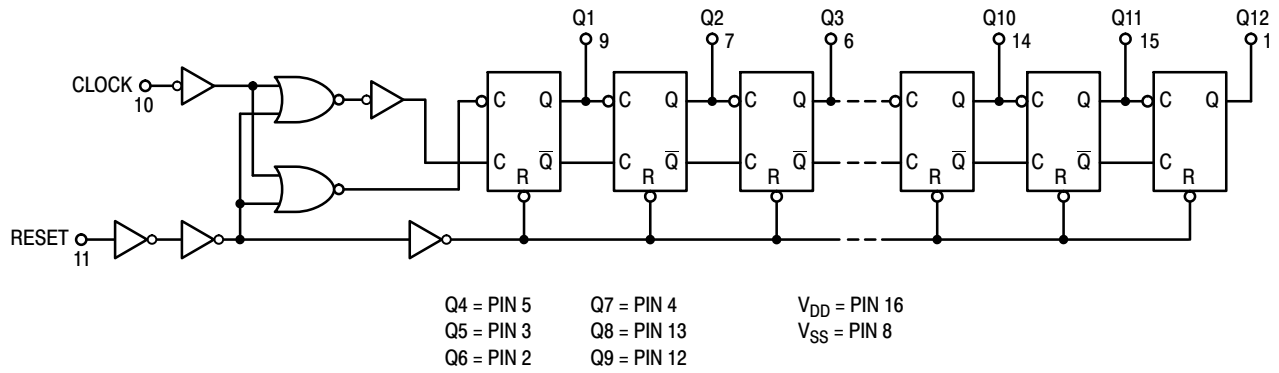 Q1 Q2 Q3 Q10 Q11 Q12
9 7 6 14 15 1
CLOCK
10
C Q C Q C Q C Q C Q C Q
C Q̅ C Q̅ C Q̅ C Q̅ C Q̅ C
R R R R R R
RESET
11
Q4 = PIN 5 Q7 = PIN 4 VDD = PIN 16
Q5 = PIN 3 Q8 = PIN 13 VSS = PIN 8
Q6 = PIN 2 Q9 = PIN 12